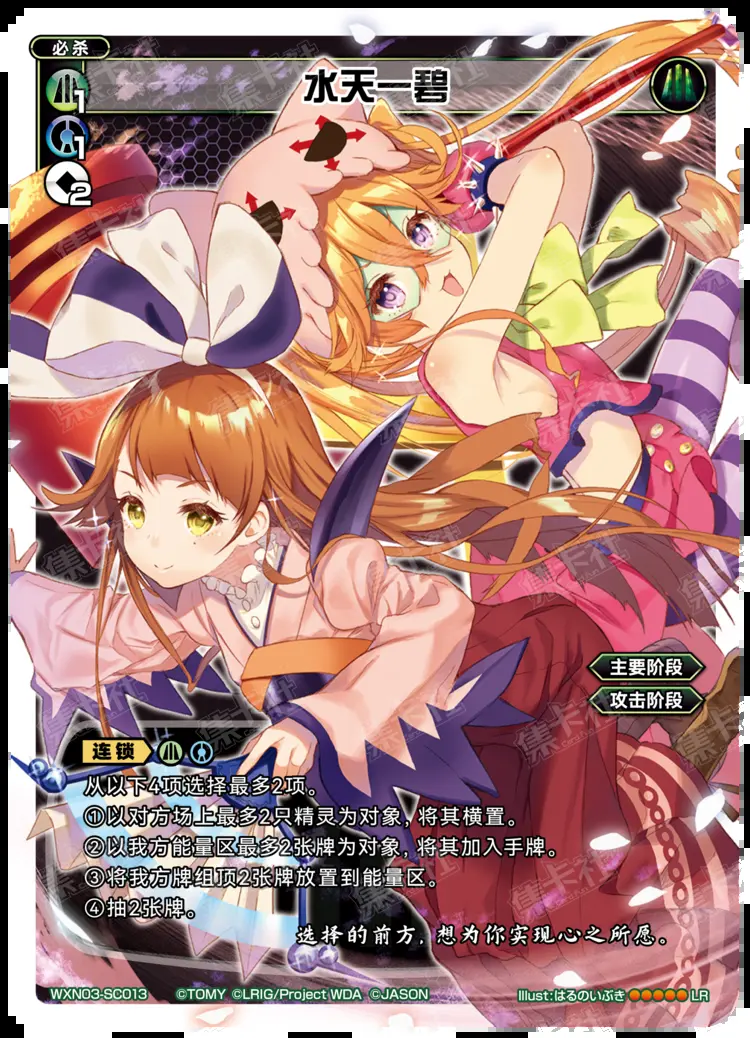 必杀
水天一碧
1
1
2
主要阶段
攻击阶段
连锁
从以下4项选择最多2项。
①以对方场上最多2只精灵为对象，将其横置。
②以我方能量区最多2张牌为对象，将其加入手牌。
③将我方牌组顶2张牌放置到能量区。
④抽2张牌。
选择的前方，想为你实现心之所愿。
WXN03-SC013 ©TOMY ©LRIG/Project WDA ©JASON Illust:はるのいぶき LR
集卡社